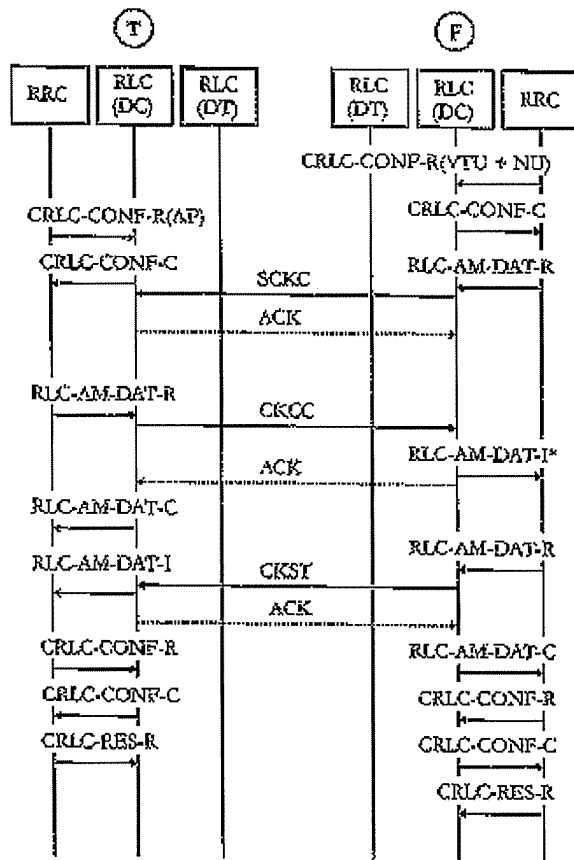 T
F
RRC
RLC
(DC)
RLC
(DT)
RLC
(DT)
RLC
(DC)
RRC
CRLC-CONF-R(VTU + NU)
CRLC-CONF-R(AP)
CRLC-CONF-C
CRLC-CONF-C
SCKC
RLC-AM-DAT-R
ACK
RLC-AM-DAT-R
CKCC
RLC-AM-DAT-I*
ACK
RLC-AM-DAT-C
RLC-AM-DAT-I
CKST
RLC-AM-DAT-R
ACK
CRLC-CONF-R
RLC-AM-DAT-C
CRLC-CONF-C
CRLC-CONF-R
CRLC-RES-R
CRLC-CONF-C
CRLC-RES-R